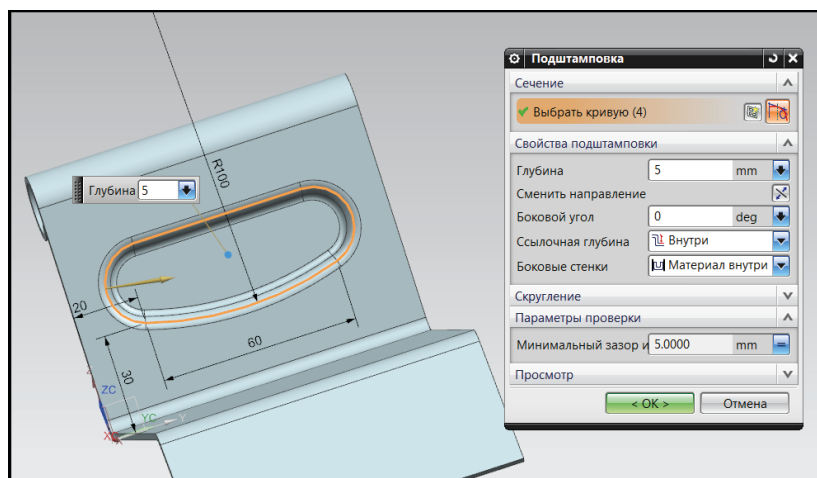 Подштамповка
Сечение
Выбрать кривую (4)
Свойства подштамповки
Глубина 5 mm
Сменить направление
Боковой угол 0 deg
Ссылочная глубина Внутри
Боковые стенки Материал внутри
Скругление
Параметры проверки
Минимальный зазор и 5.0000 mm
Просмотр
< OK > Отмена
Глубина 5
R100
20
60
30
ZC
YC
Y